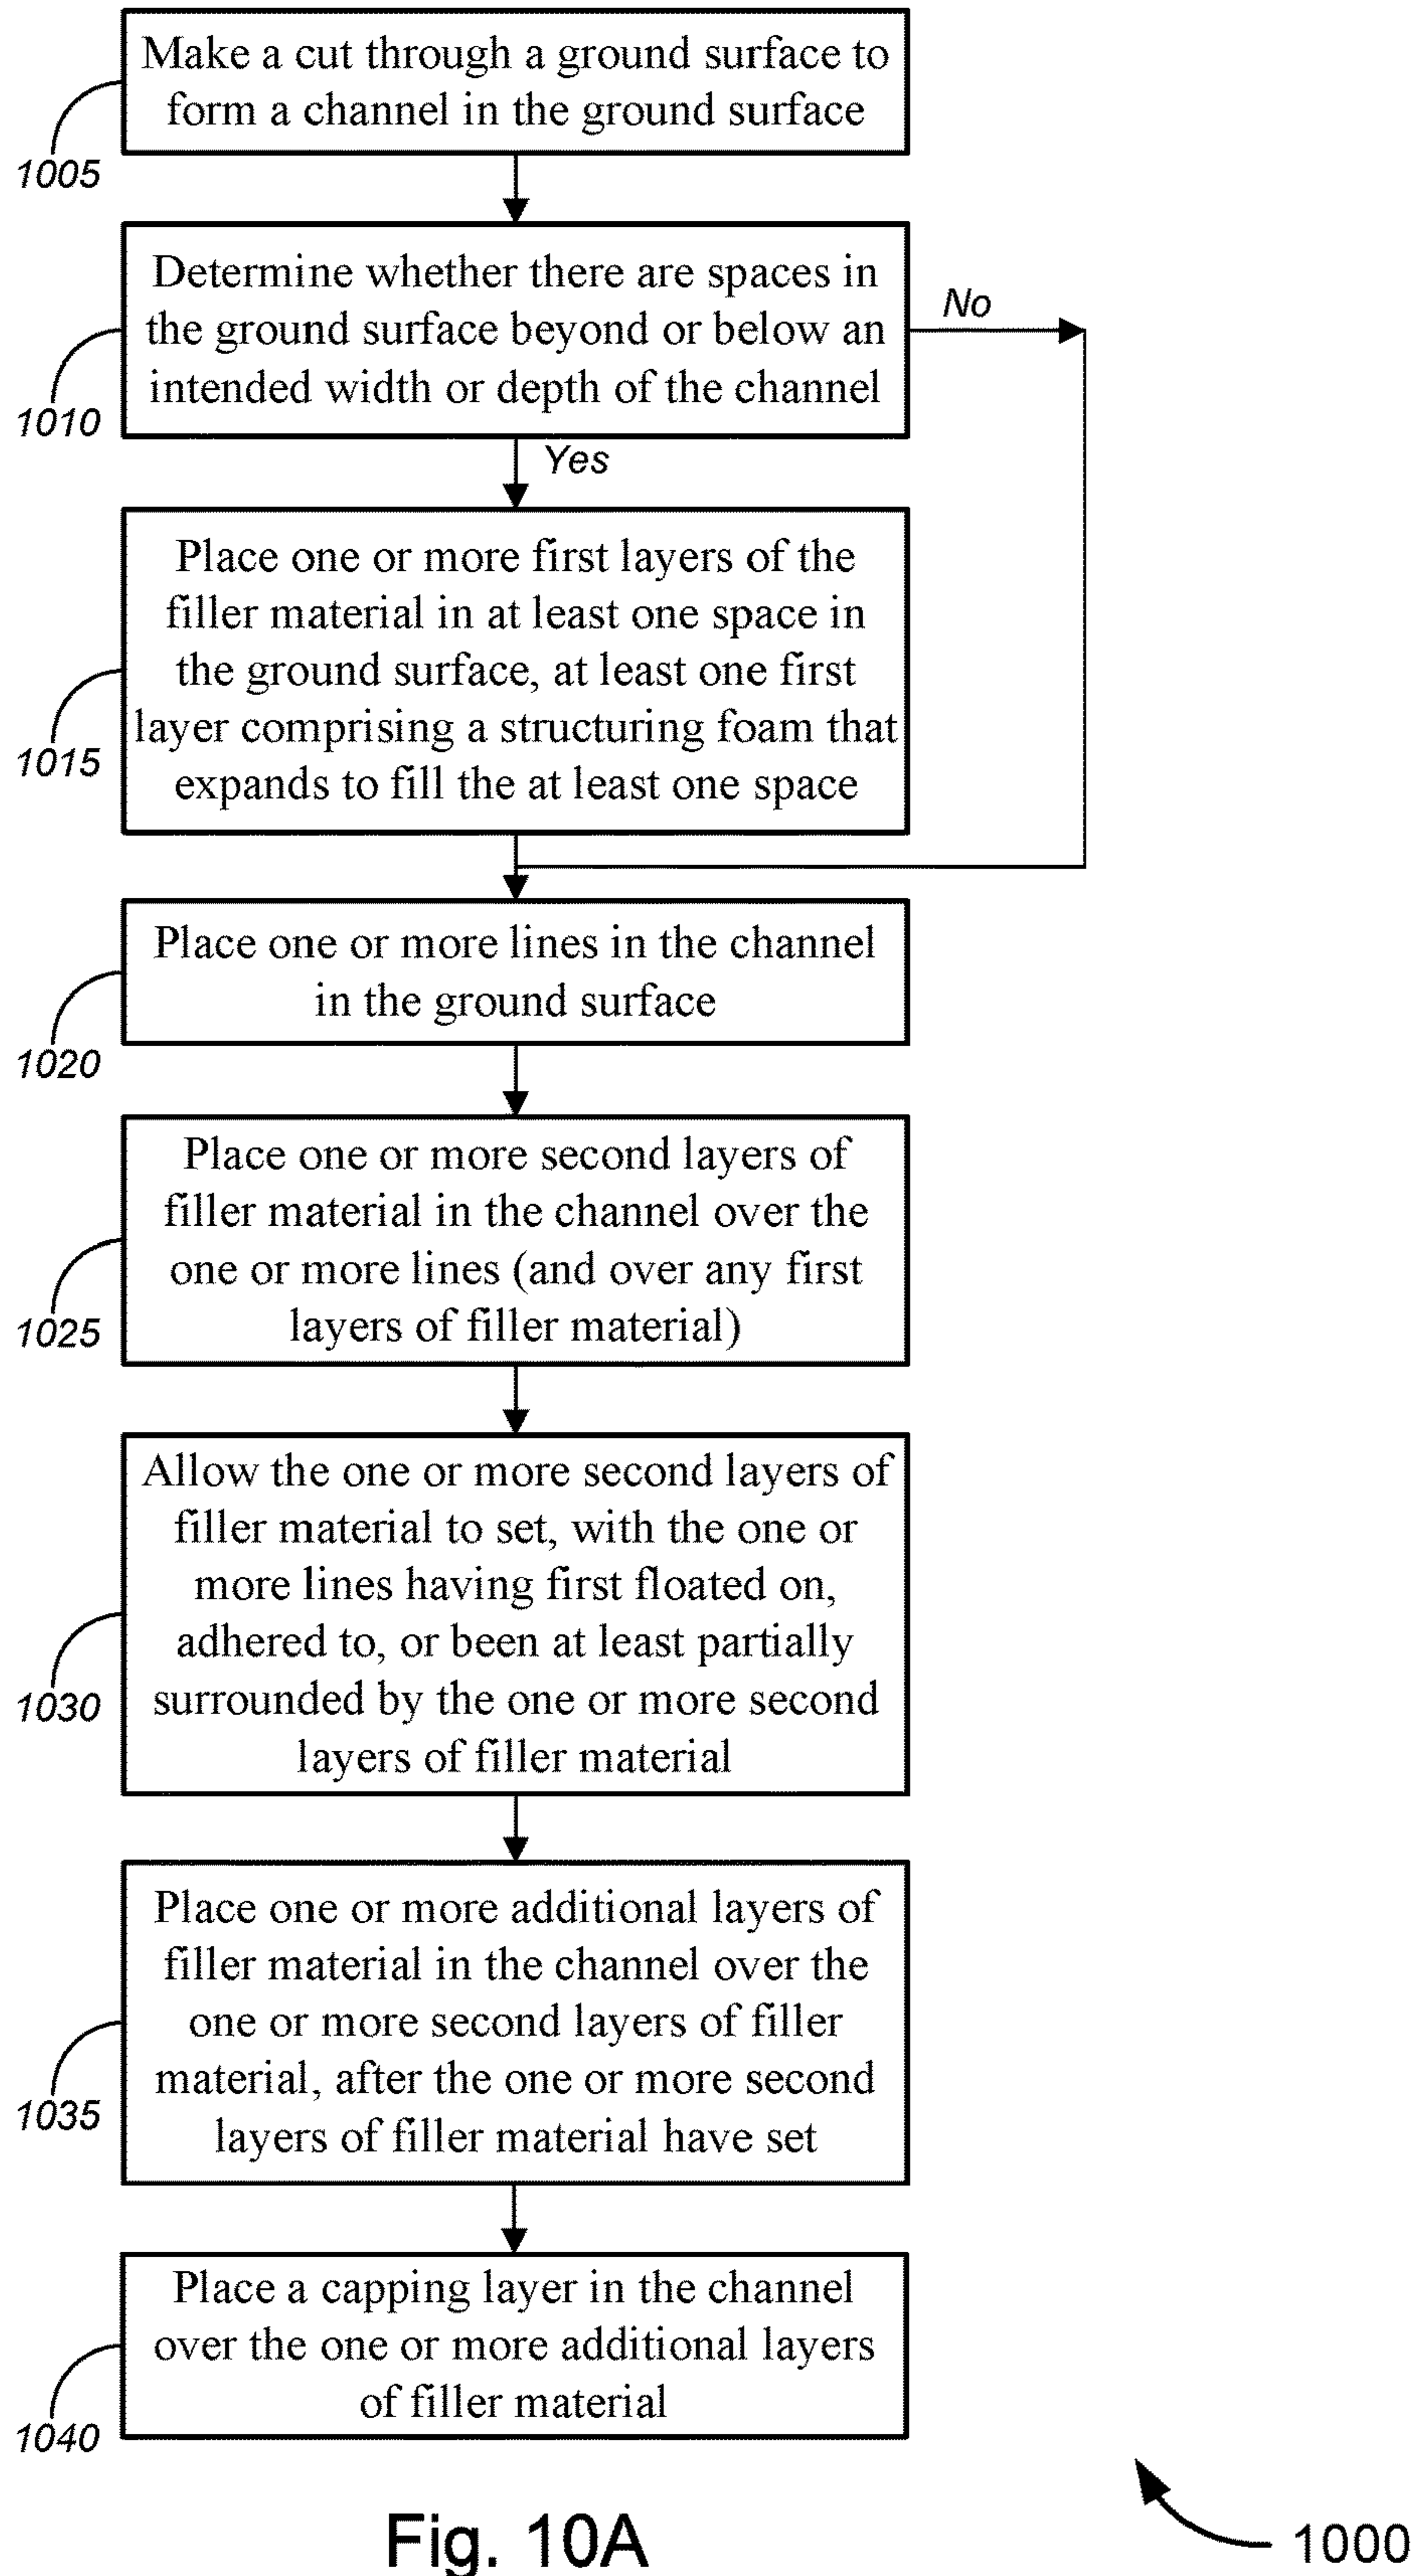 Make a cut through a ground surface to
form a channel in the ground surface
1005
Determine whether there are spaces in
the ground surface beyond or below an
intended width or depth of the channel
No
1010
Yes
Place one or more first layers of the
filler material in at least one space in
the ground surface, at least one first
layer comprising a structuring foam that
expands to fill the at least one space
1015
Place one or more lines in the channel
in the ground surface
1020
Place one or more second layers of
filler material in the channel over the
one or more lines (and over any first
layers of filler material)
1025
Allow the one or more second layers of
filler material to set, with the one or
more lines having first floated on,
adhered to, or been at least partially
surrounded by the one or more second
layers of filler material
1030
Place one or more additional layers of
filler material in the channel over the
one or more second layers of filler
material, after the one or more second
layers of filler material have set
1035
Place a capping layer in the channel
over the one or more additional layers
of filler material
1040
Fig. 10A
1000